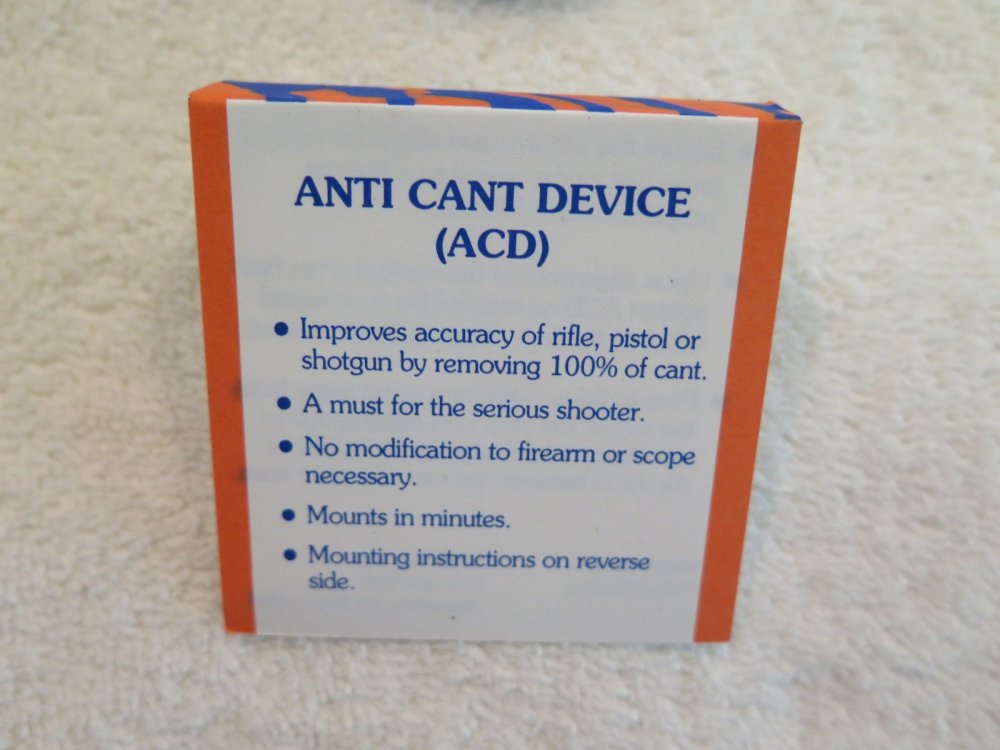 ANTI CANT DEVICE
(ACD)
• Improves accuracy of rifle, pistol or
shotgun by removing 100% of cant.
• A must for the serious shooter.
• No modification to firearm or scope
necessary.
• Mounts in minutes.
• Mounting instructions on reverse
side.